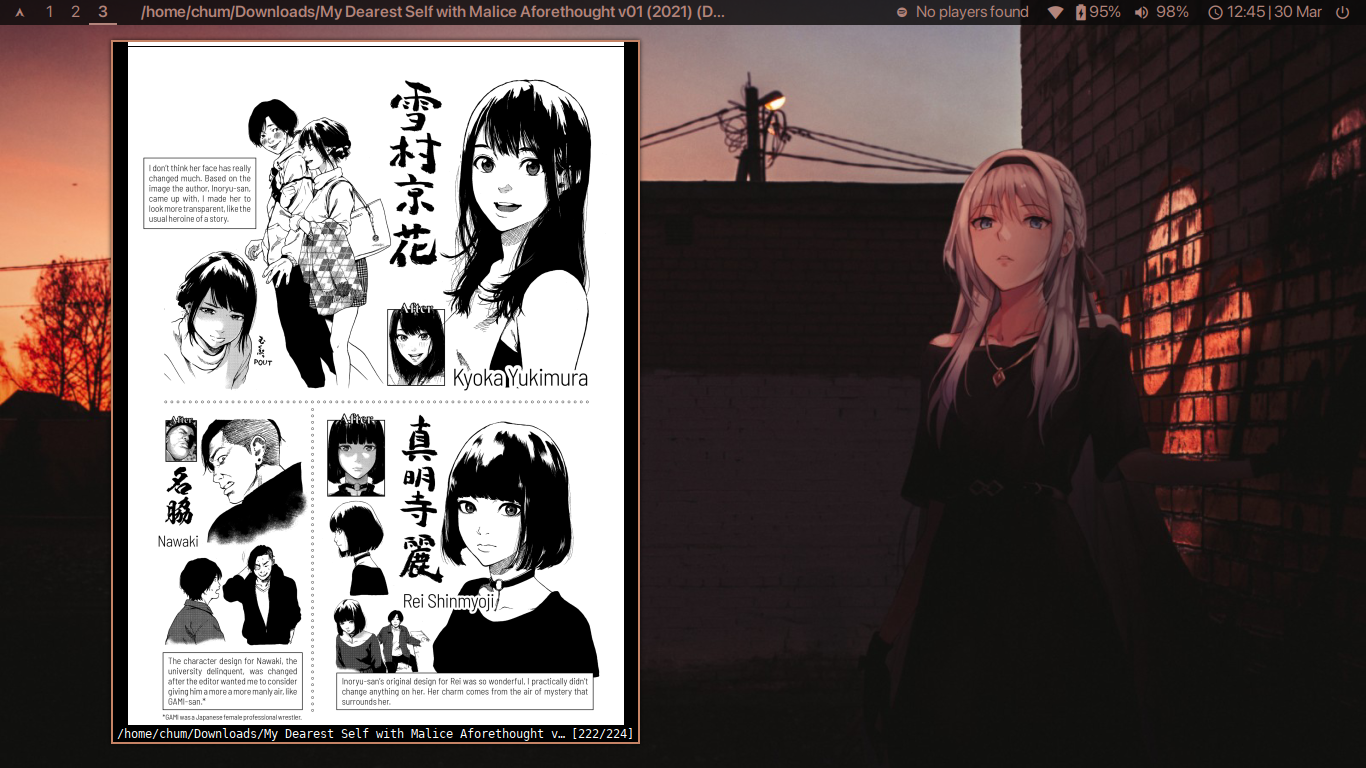 1 2 3 /home/chum/Downloads/My Dearest Self with Malice Aforethought v01 (2021) (D... No players found 95% 98% 12:45 | 30 Mar
雪村京花
I don't think her face has really
changed much. Based on the
image the author, Inoryu-san,
came up with, I made her to
look more transparent, like the
usual heroine of a story.
POUT
After
Kyoka Yukimura
After
名脇
Nawaki
The character design for Nawaki, the
university delinquent, was changed
after the editor wanted me to consider
giving him a more a more manly air, like
GAMI-san.*
*GAMI was a Japanese female professional wrestler.
After
真明寺麗
Rei Shinmyoji
Inoryu-san's original design for Rei was so wonderful, I practically didn't
change anything on her. Her charm comes from the air of mystery that
surrounds her.
/home/chum/Downloads/My Dearest Self with Malice Aforethought v… [222/224]